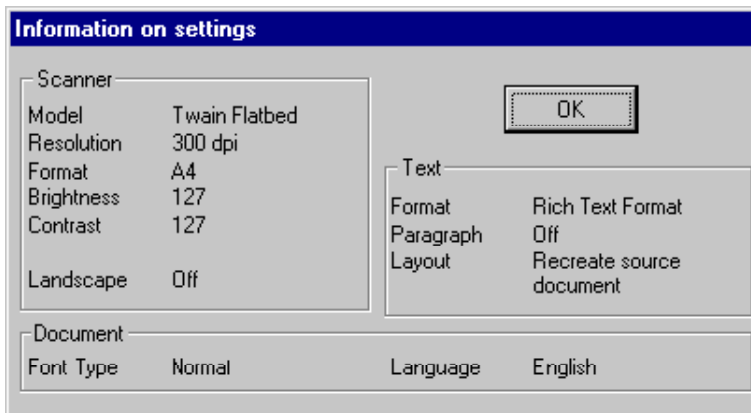 Information on settings
Scanner
Model Twain Flatbed
Resolution 300 dpi
Format A4
Brightness 127
Contrast 127
Landscape Off
OK
Text
Format Rich Text Format
Paragraph Off
Layout Recreate source
document
Document
Font Type Normal Language English